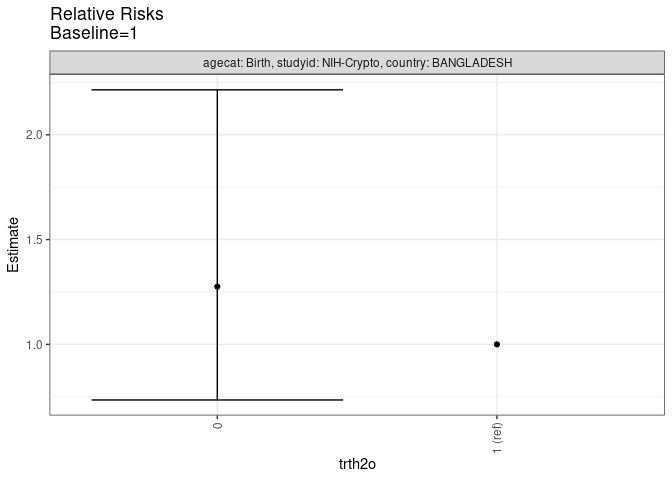 Relative Risks
Baseline=1
agecat: Birth, studyid: NIH-Crypto, country: BANGLADESH
2.0
1.5
1.0
Estimate
0
1 (ref)
trth2o